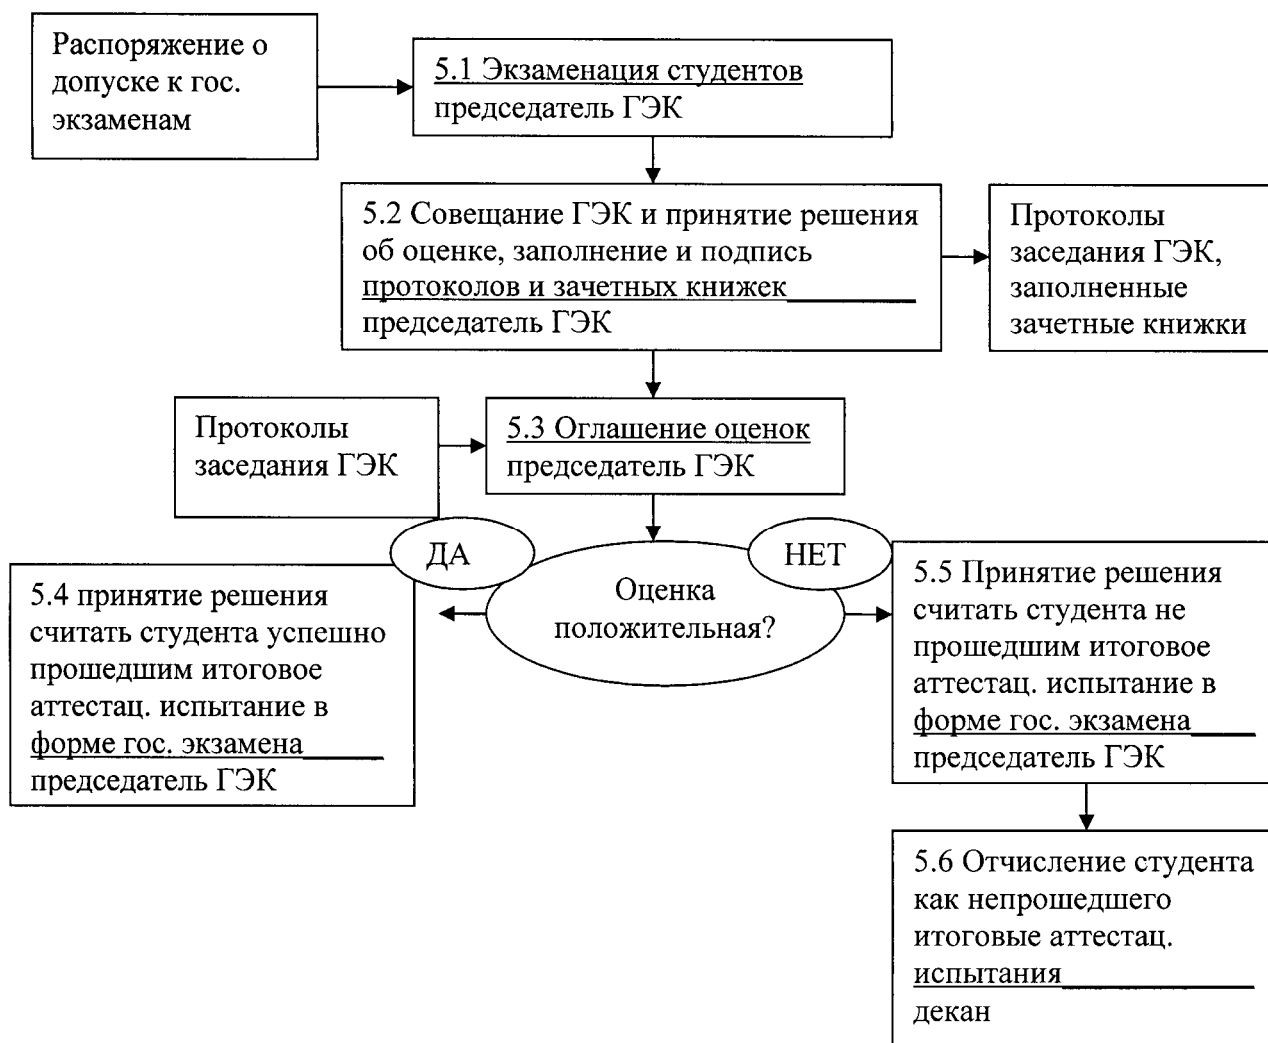 Распоряжение о
допуске к гос.
экзаменам
5.1 Экзаменация студентов
председатель ГЭК
5.2 Совещание ГЭК и принятие решения
об оценке, заполнение и подпись
протоколов и зачетных книжек
председатель ГЭК
Протоколы
заседания ГЭК,
заполненные
зачетные книжки
Протоколы
заседания ГЭК
5.3 Оглашение оценок
председатель ГЭК
ДА
НЕТ
Оценка
положительная?
5.4 принятие решения
считать студента успешно
прошедшим итоговое
аттестац. испытание в
форме гос. экзамена
председатель ГЭК
5.5 Принятие решения
считать студента не
прошедшим итоговое
аттестац. испытание в
форме гос. экзамена
председатель ГЭК
5.6 Отчисление студента
как непрошедшего
итоговые аттестац.
испытания
декан